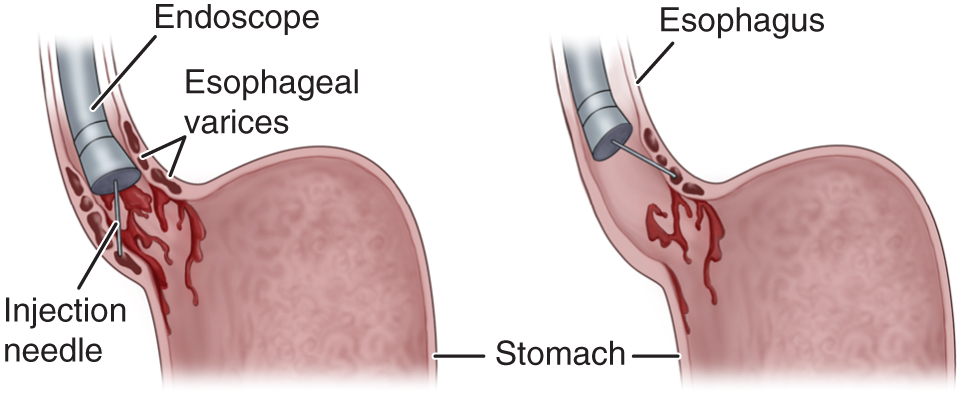 Endoscope
Esophageal
varices
Injection
needle
Esophagus
Stomach